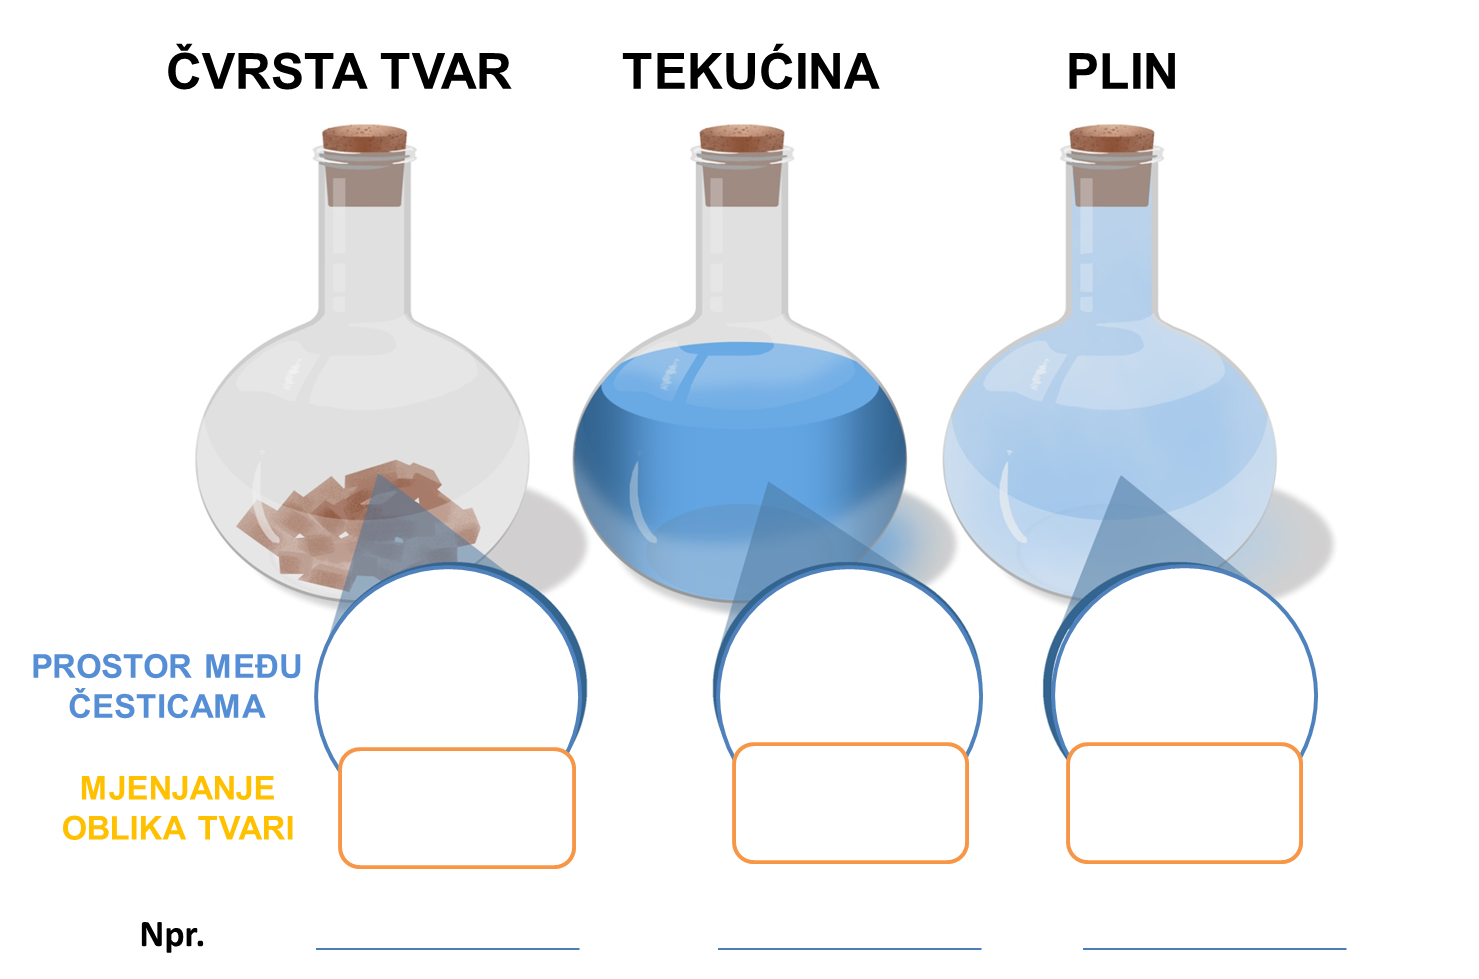 ČVRSTA TVAR
TEKUĆINA
PLIN
PROSTOR MEĐU
ČESTICAMA
MJENJANJE
OBLIKA TVARI
Npr.